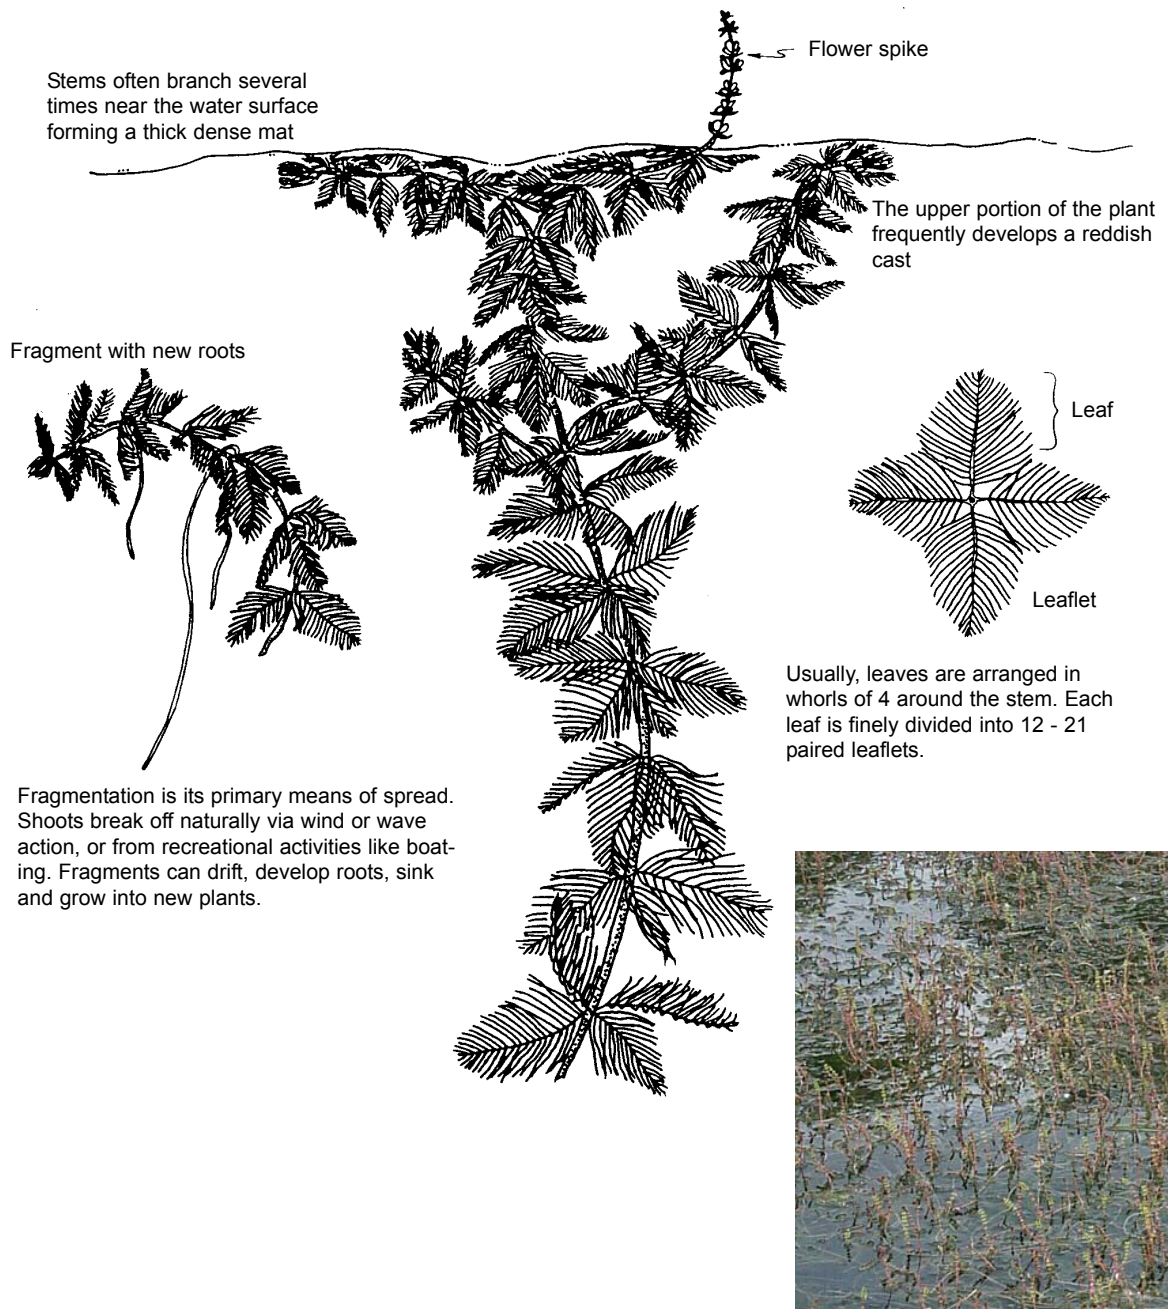 Flower spike
Stems often branch several
times near the water surface
forming a thick dense mat
The upper portion of the plant
frequently develops a reddish
cast
Fragment with new roots
Leaf
Leaflet
Usually, leaves are arranged in
whorls of 4 around the stem. Each
leaf is finely divided into 12 - 21
paired leaflets.
Fragmentation is its primary means of spread.
Shoots break off naturally via wind or wave
action, or from recreational activities like boat-
ing. Fragments can drift, develop roots, sink
and grow into new plants.